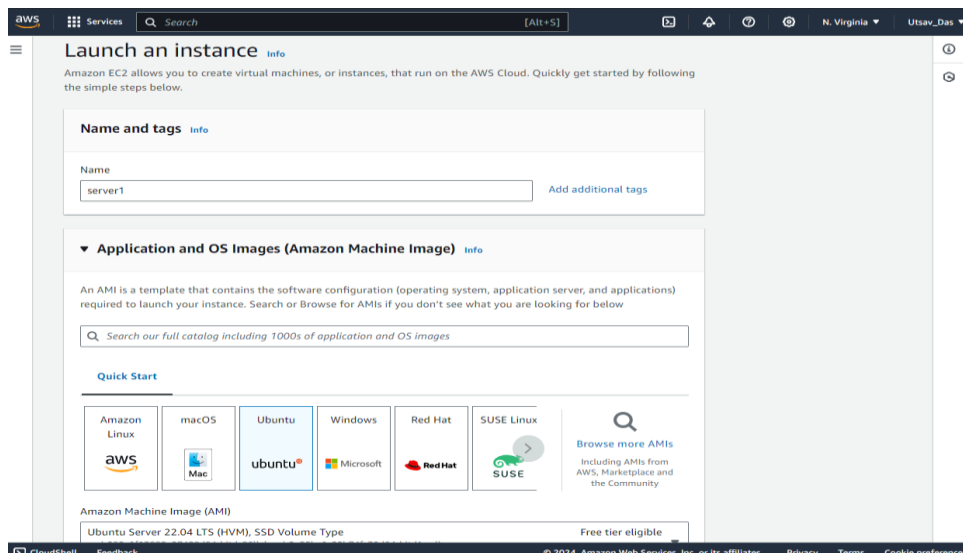 aws Services Search [Alt+S] N. Virginia Utsav_Das
Launch an instance Info
Amazon EC2 allows you to create virtual machines, or instances, that run on the AWS Cloud. Quickly get started by following
the simple steps below.
Name and tags Info
Name
server1 Add additional tags
Application and OS Images (Amazon Machine Image) Info
An AMI is a template that contains the software configuration (operating system, application server, and applications)
required to launch your instance. Search or Browse for AMIs if you don't see what you are looking for below
Search our full catalog including 1000s of application and OS images
Quick Start
Amazon
Linux
aws
macOS
Mac
Ubuntu
ubuntu
Windows
Microsoft
Red Hat
Red Hat
SUSE Linux
SUSE
Browse more AMIs
Including AMIs from
AWS, Marketplace and
the Community
Amazon Machine Image (AMI)
Ubuntu Server 22.04 LTS (HVM), SSD Volume Type Free tier eligible
CloudShell Feedback © 2024, Amazon Web Services, Inc. or its affiliates. Privacy Terms Cookie preferences